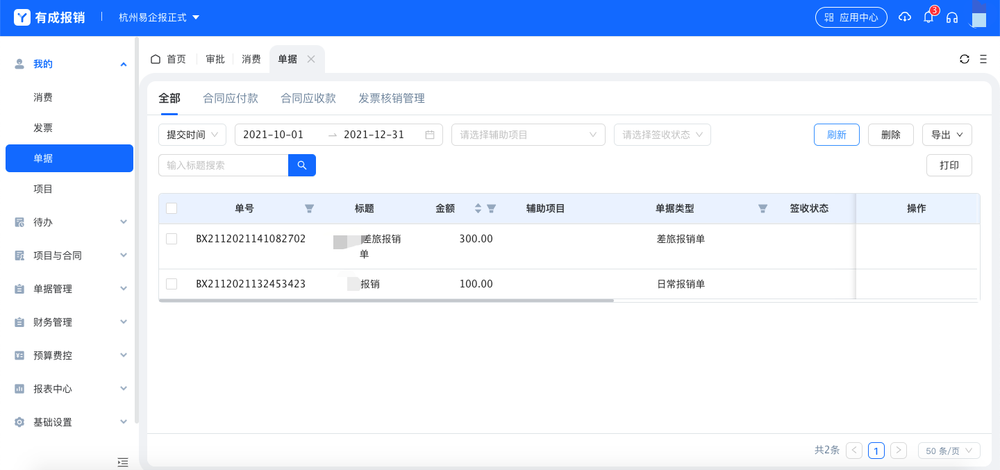 有成报销
杭州易企报正式
应用中心
3
我的
消费
发票
单据
项目
待办
项目与合同
单据管理
财务管理
预算费控
报表中心
基础设置
首页
审批
消费
单据
全部
合同应付款
合同应收款
发票核销管理
提交时间
2021-10-01
2021-12-31
请选择辅助项目
请选择签收状态
刷新
删除
导出
输入标题搜索
打印
单号
标题
金额
辅助项目
单据类型
签收状态
操作
BX2112021141082702
差旅报销
单
300.00
差旅报销单
BX2112021132453423
报销
100.00
日常报销单
共2条
1
50 条/页